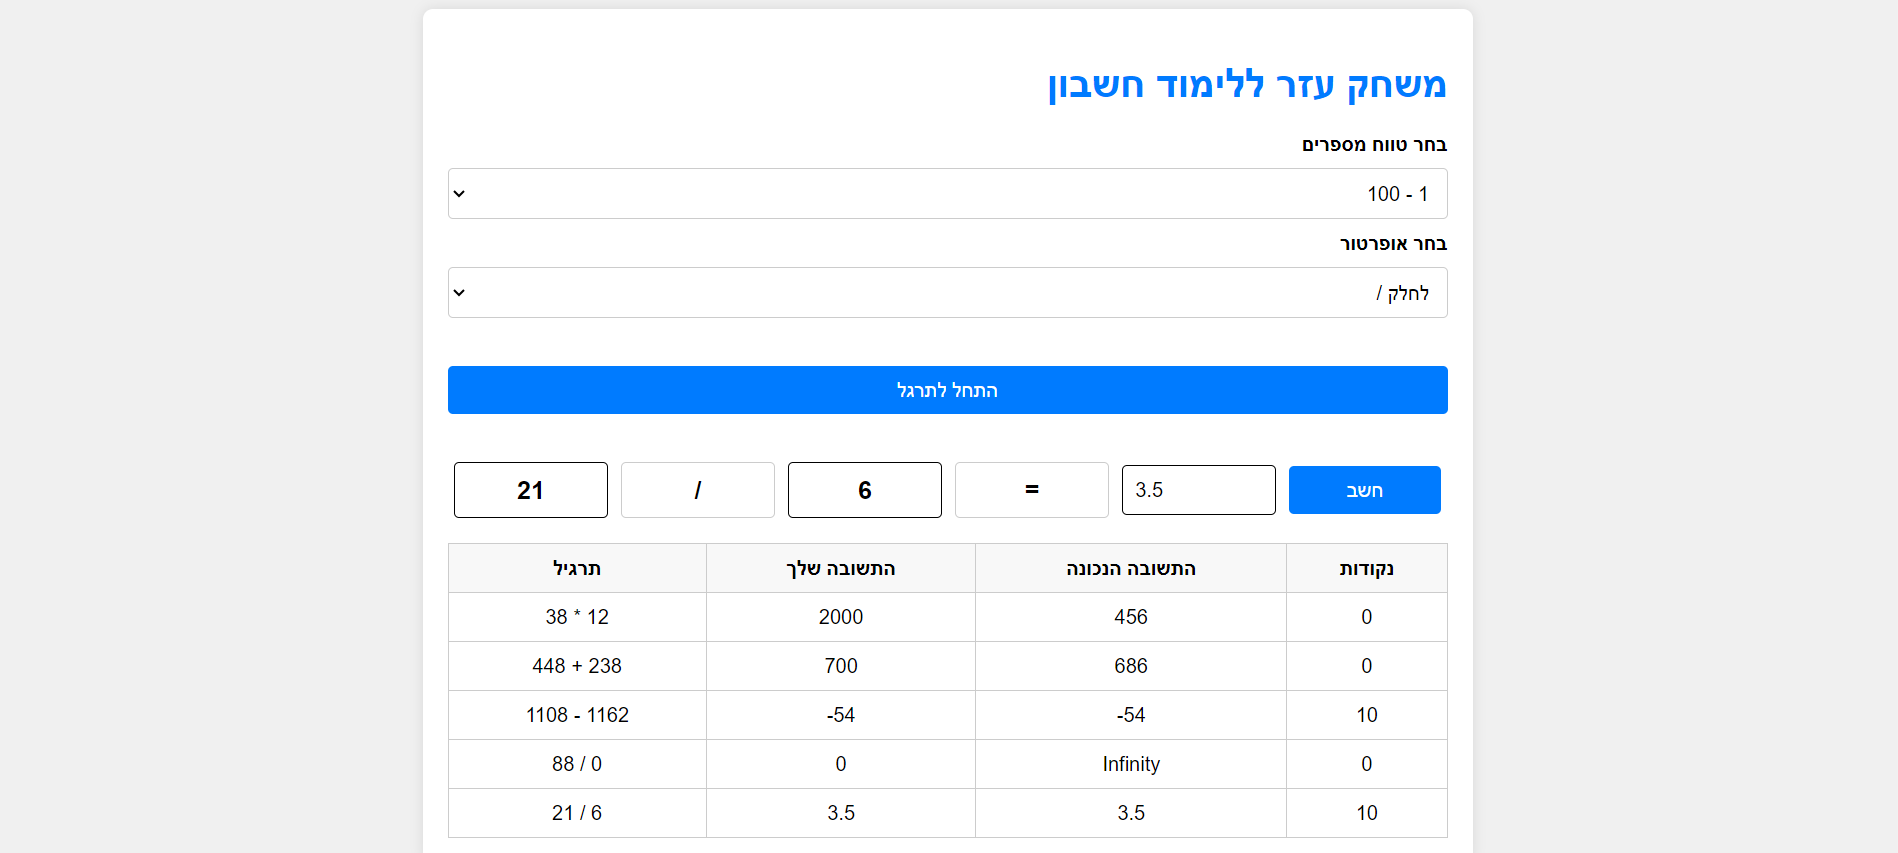 משחק עזר ללימוד חשבון
בחר טווח מספרים
1 - 100
בחר אופרטור
לחלק /
התחל לתרגל
21 / 6 = 3.5 חשב
תרגיל התשובה שלך התשובה הנכונה נקודות
38 * 12 2000 456 0
448 + 238 700 686 0
1108 - 1162 -54 -54 10
88 / 0 0 Infinity 0
21 / 6 3.5 3.5 10